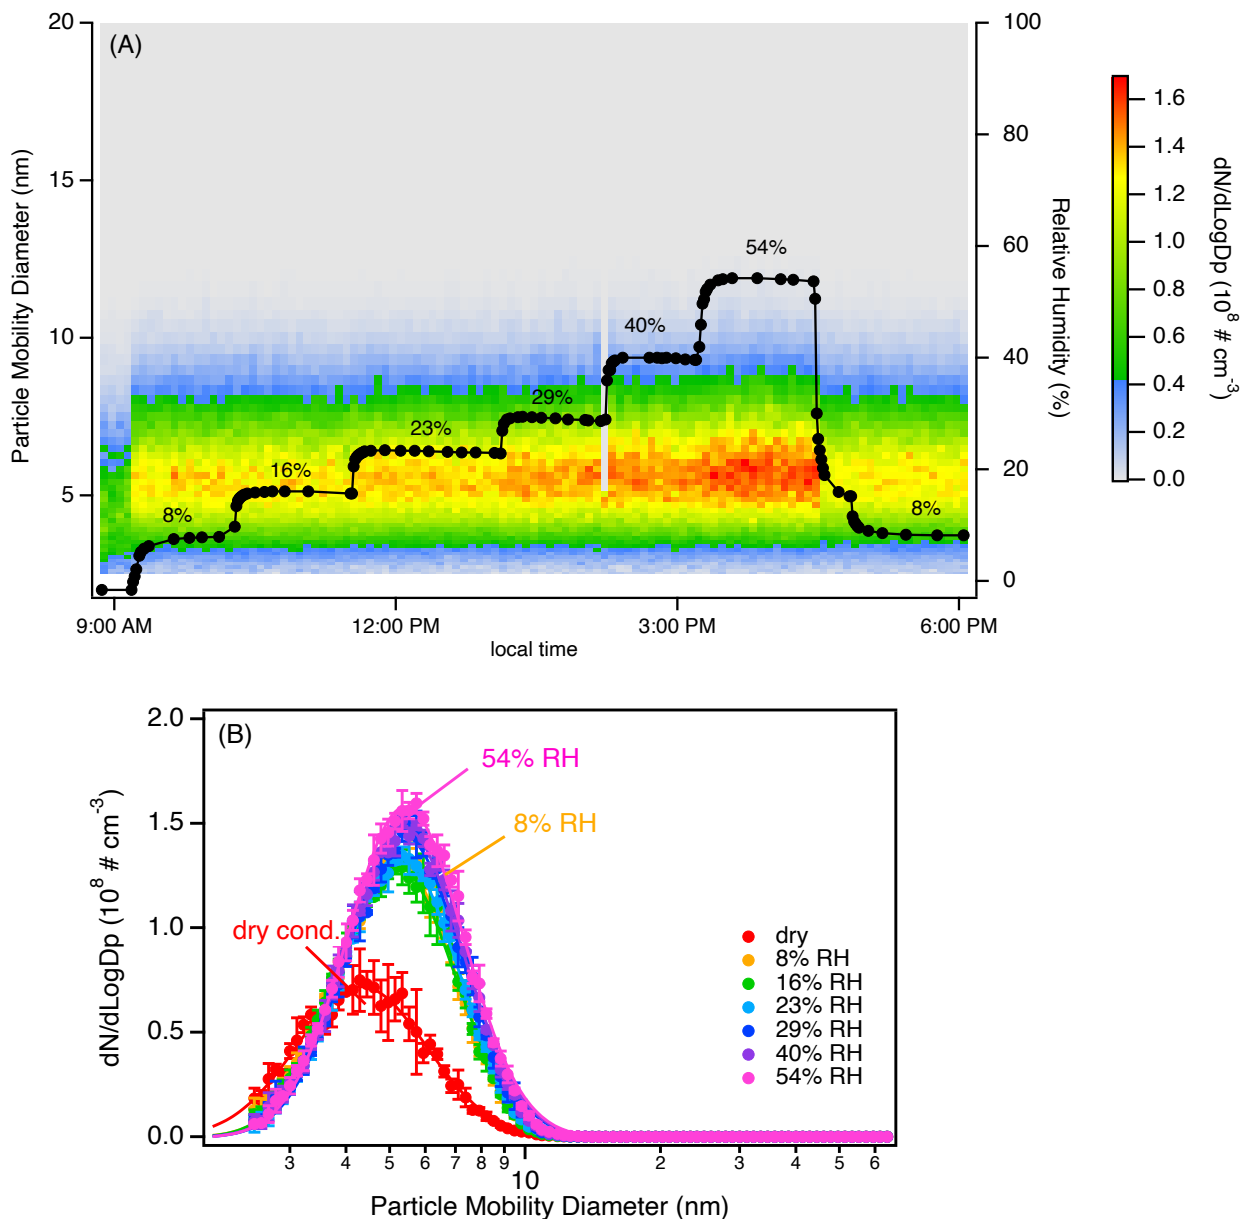 (A)
Particle Mobility Diameter (nm)
20
15
10
5
8%
16%
23%
29%
40%
54%
8%
100
80
60
40
20
0
Relative Humidity (%)
9:00 AM
12:00 PM
3:00 PM
6:00 PM
local time
1.6
1.4
1.2
1.0
0.8
0.6
0.4
0.2
0.0
dN/dLogDp (10⁸ # cm⁻³)
(B)
dN/dLogDp (10⁸ # cm⁻³)
2.0
1.5
1.0
0.5
0.0
54% RH
8% RH
dry cond.
dry
8% RH
16% RH
23% RH
29% RH
40% RH
54% RH
3 4 5 6 7 8 9 10 2 3 4 5 6
Particle Mobility Diameter (nm)